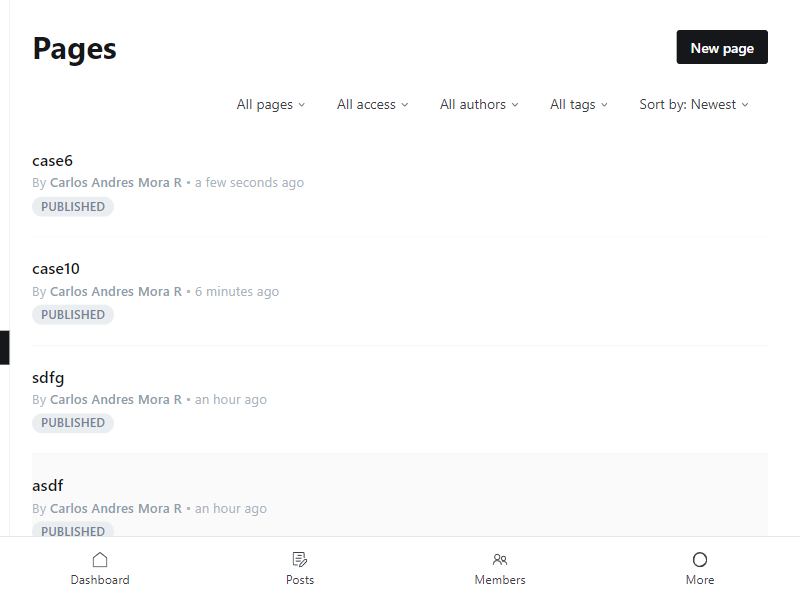 Pages
New page
All pages
All access
All authors
All tags
Sort by: Newest
case6
By Carlos Andres Mora R • a few seconds ago
PUBLISHED
case10
By Carlos Andres Mora R • 6 minutes ago
PUBLISHED
sdfg
By Carlos Andres Mora R • an hour ago
PUBLISHED
asdf
By Carlos Andres Mora R • an hour ago
PUBLISHED
Dashboard
Posts
Members
More